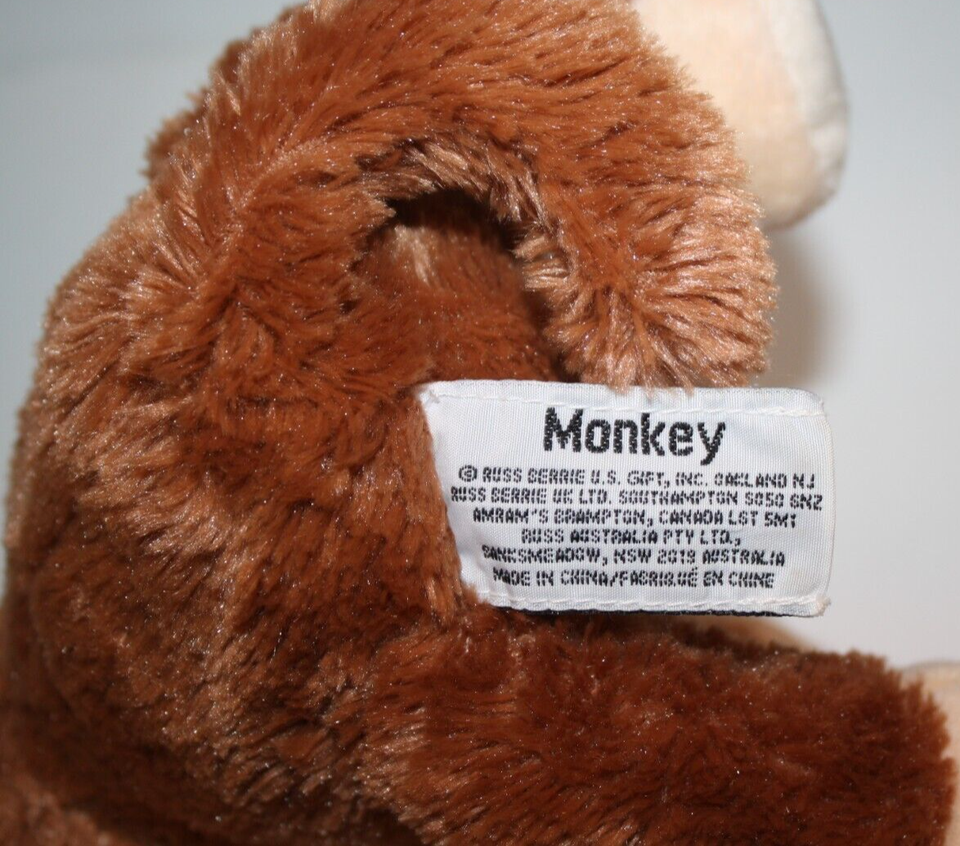 Monkey
© RUSS BERRIE U.S. GIFT, INC. OAKLAND NJ
RUSS BERRIE UK LTD. SOUTHAMPTON SO50 6NZ
AMRAM'S BRAMPTON, CANADA L5T 5M1
RUSS AUSTRALIA PTY LTD.,
BANKSMEADOW, NSW 2019 AUSTRALIA
MADE IN CHINA/FABRIQUÉ EN CHINE